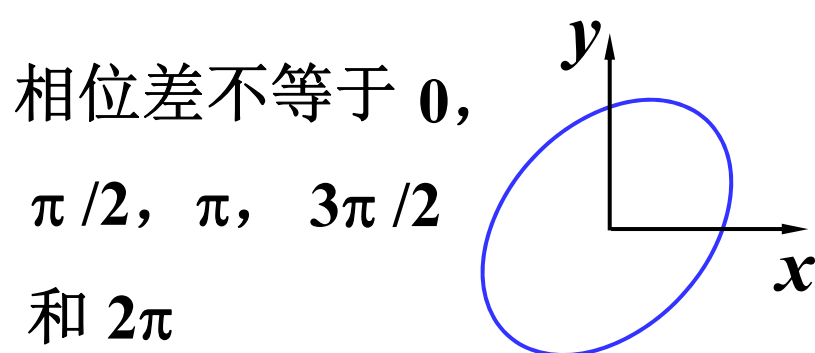 相位差不等于 0,
π /2, π, 3π /2
和 2π
y
x